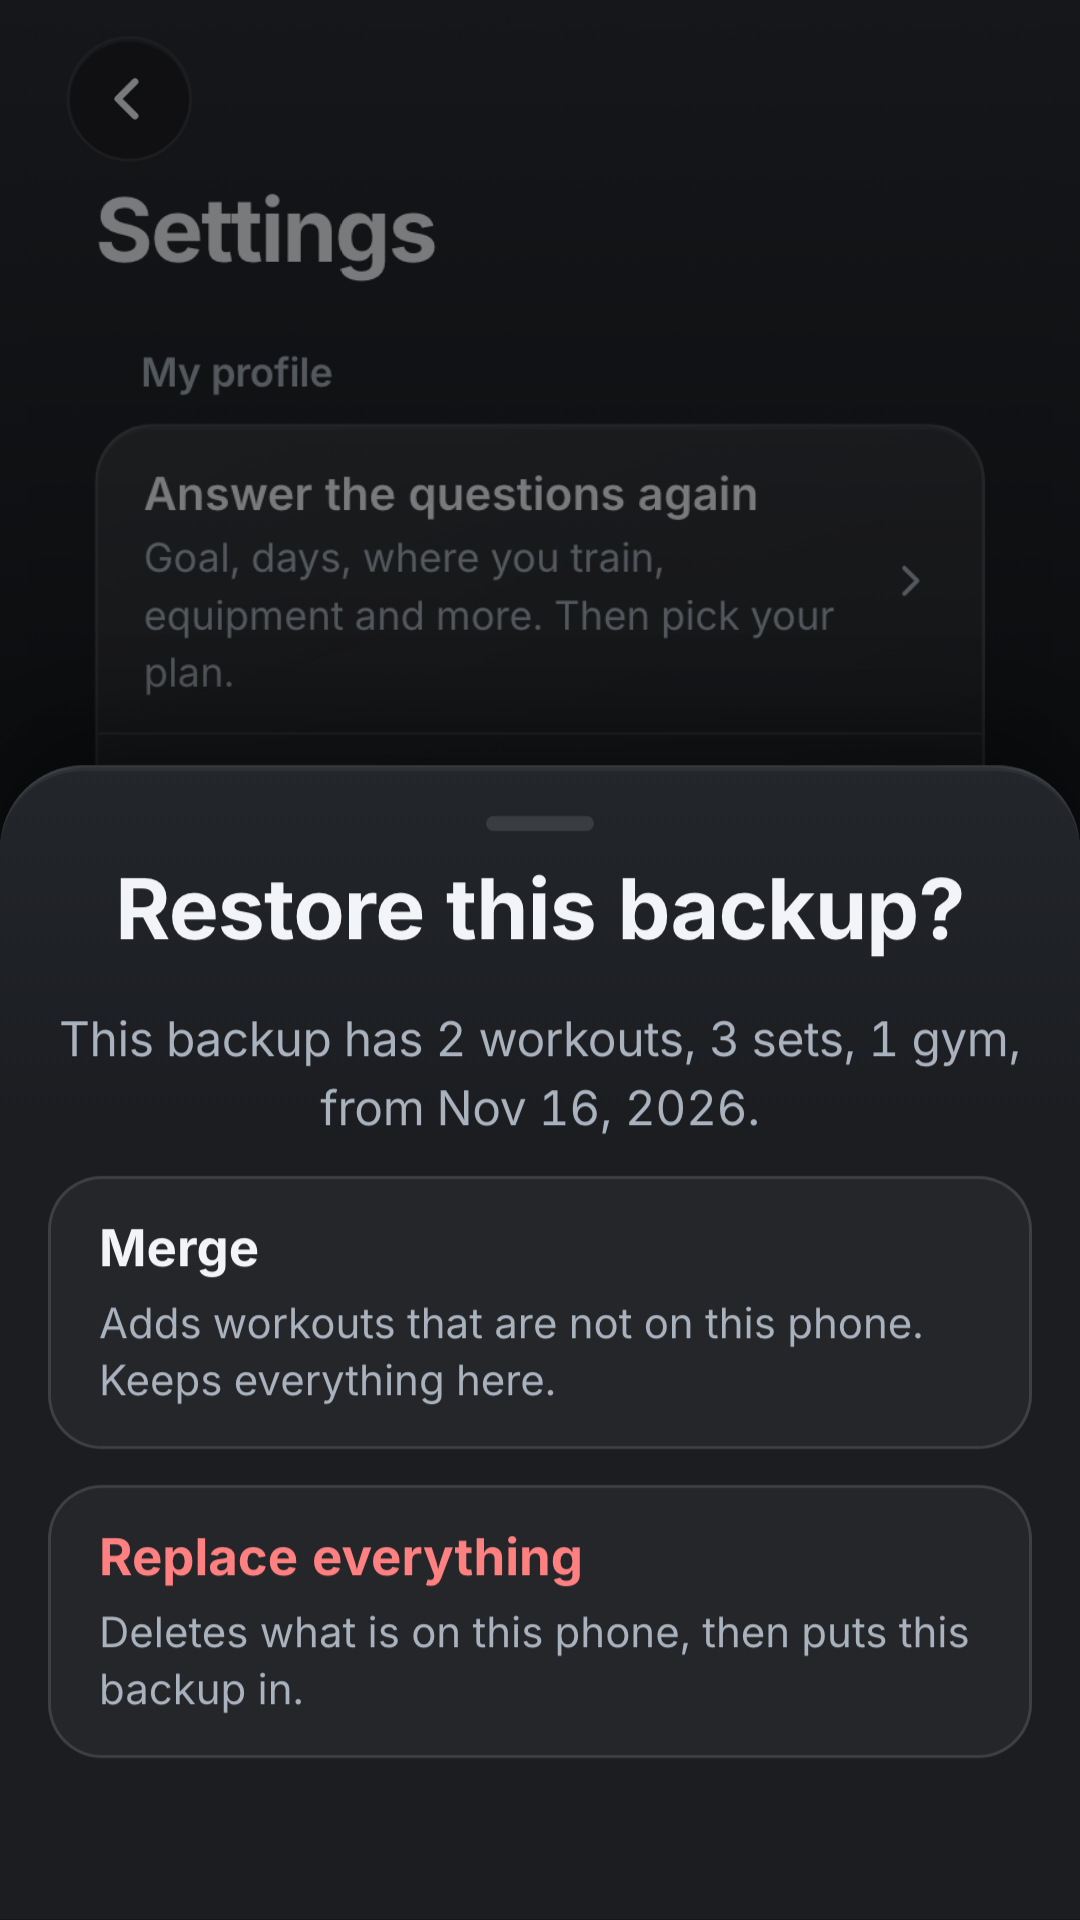 Settings
My profile
Answer the questions again
Goal, days, where you train,
equipment and more. Then pick your
plan.
Restore this backup?
This backup has 2 workouts, 3 sets, 1 gym,
from Nov 16, 2026.
Merge
Adds workouts that are not on this phone.
Keeps everything here.
Replace everything
Deletes what is on this phone, then puts this
backup in.